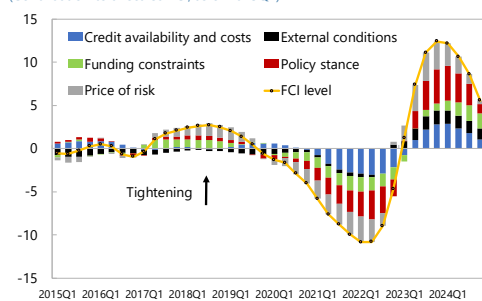 15
Credit availability and costs
External conditions
Funding constraints
Policy stance
Price of risk
FCI level
10
5
0
-5
Tightening
-10
-15
2015Q1 2016Q1 2017Q1 2018Q1 2019Q1 2020Q1 2021Q1 2022Q1 2023Q1 2024Q1